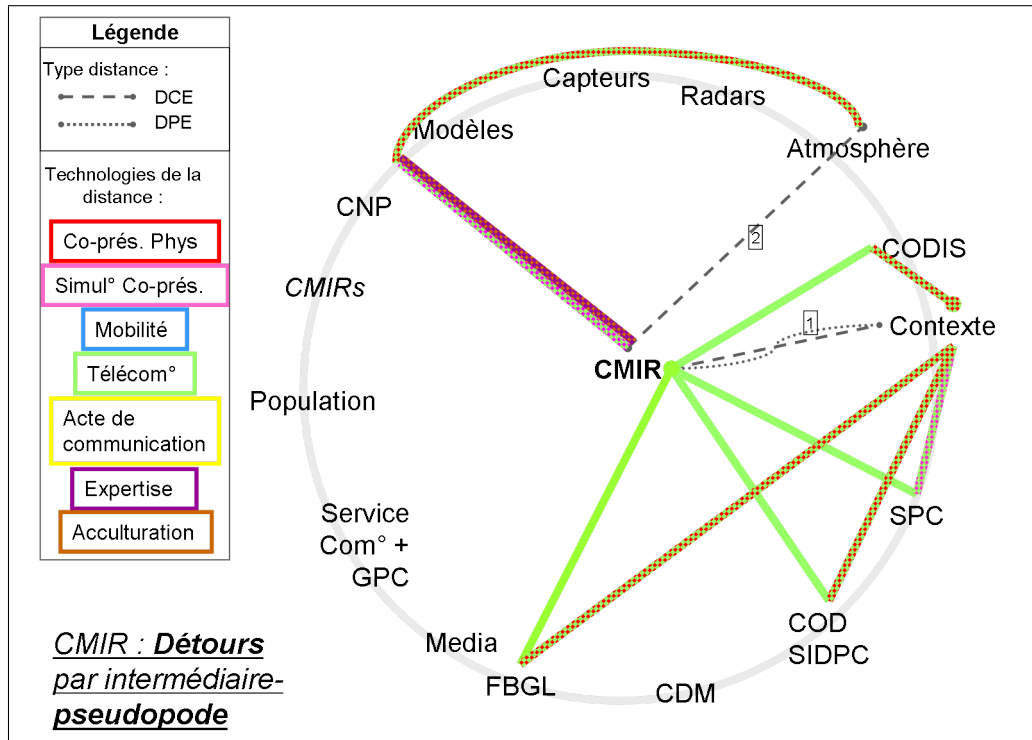 Légende
Type distance :
DCE
DPE
Technologies de la
distance :
Co-prés. Phys
Simul° Co-prés.
Mobilité
Télécom°
Acte de
communication
Expertise
Acculturation
CMIR : Détours
par intermédiaire-
pseudopode
Capteurs
Radars
Modèles
Atmosphère
CNP
2
CODIS
CMIRs
1
Contexte
CMIR
Population
SPC
Service
Com° +
GPC
COD
SIDPC
Media
FBGL
CDM